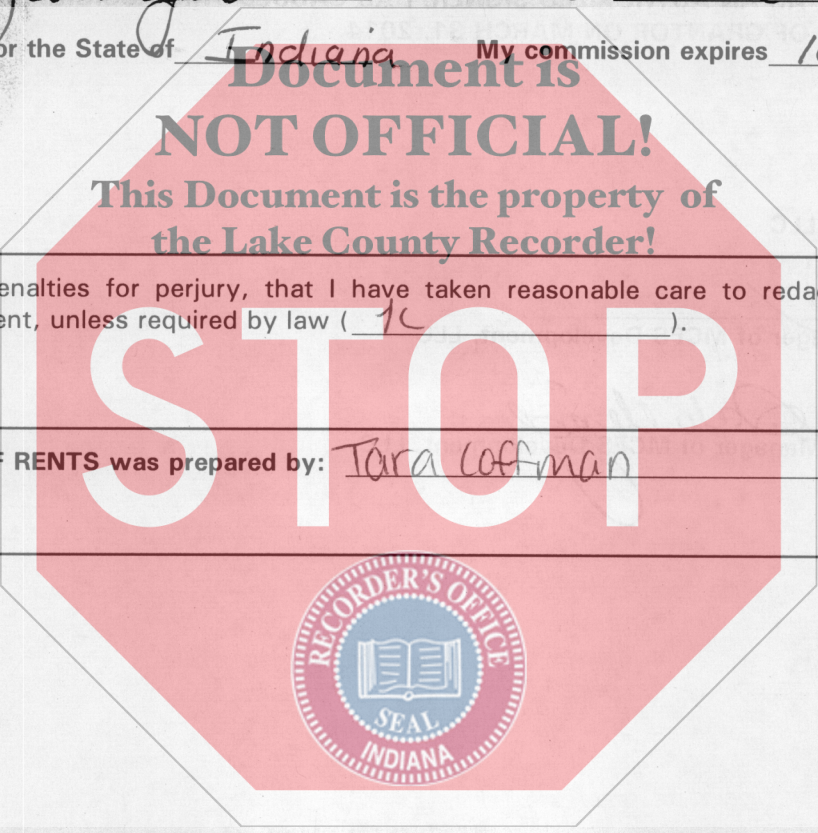 or the State of Indiana My commission expires
Document is
NOT OFFICIAL!
This Document is the property of
the Lake County Recorder!
enalties for perjury, that I have taken reasonable care to reda
ent, unless required by law ( ).
STOP
F RENTS was prepared by: Tara Coffman
RECORDER'S OFFICE
SEAL
INDIANA